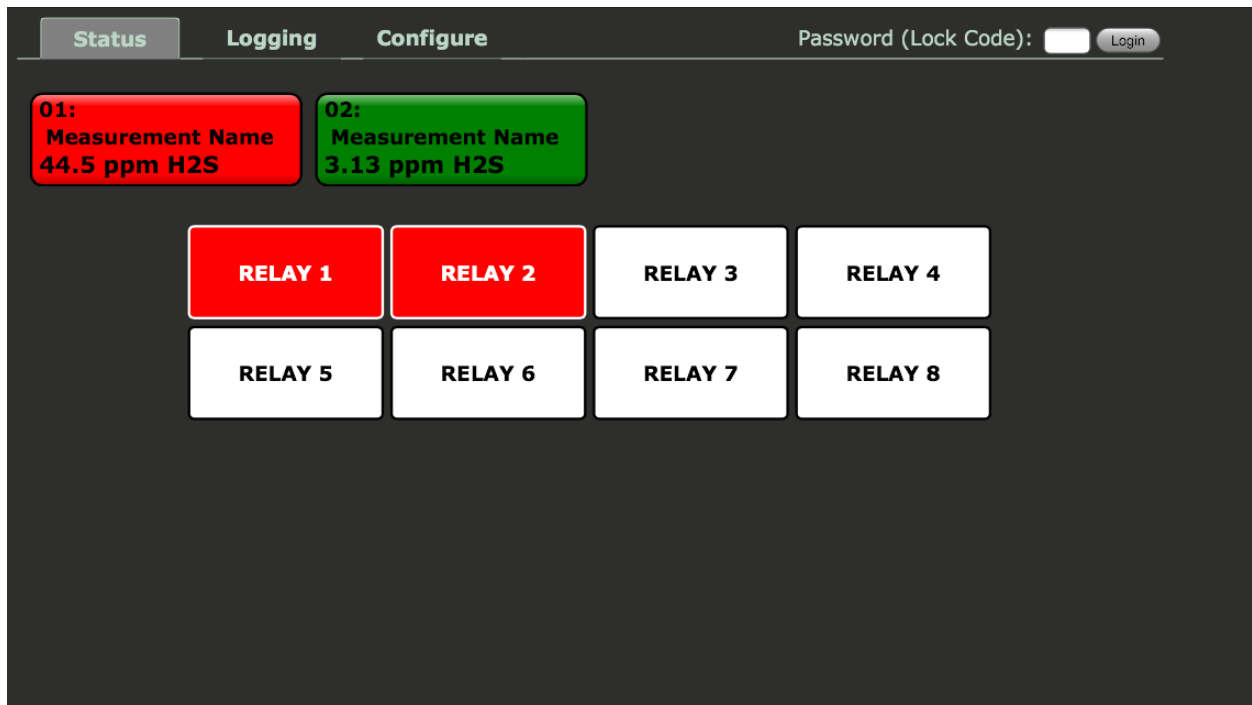 Status Logging Configure Password (Lock Code): Login
01:
Measurement Name
44.5 ppm H2S
02:
Measurement Name
3.13 ppm H2S
RELAY 1 RELAY 2 RELAY 3 RELAY 4
RELAY 5 RELAY 6 RELAY 7 RELAY 8